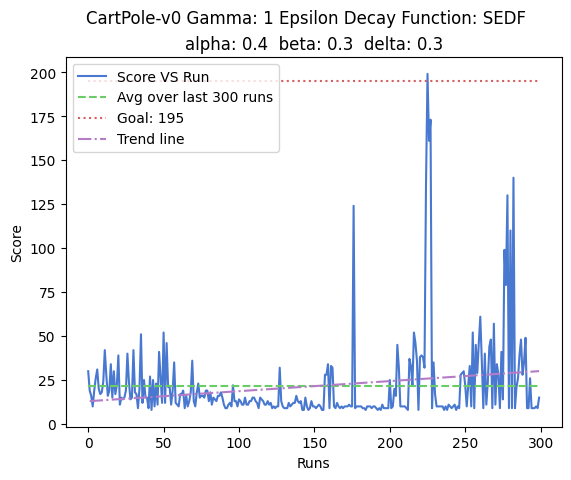 CartPole-v0 Gamma: 1 Epsilon Decay Function: SEDF
alpha: 0.4 beta: 0.3 delta: 0.3
Score VS Run
Avg over last 300 runs
Goal: 195
Trend line
200
175
150
125
100
75
50
25
0
Score
0 50 100 150 200 250 300
Runs